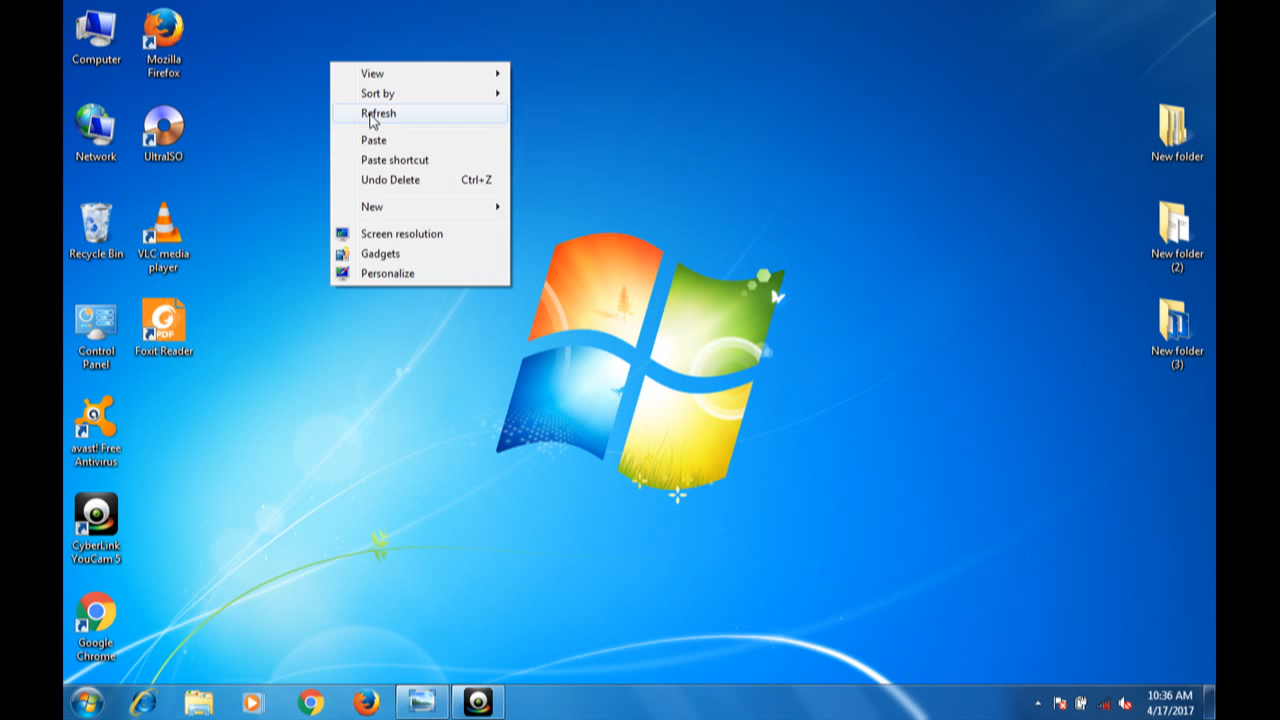 Computer
Mozilla
Firefox
Network
UltraISO
Recycle Bin
VLC media
player
Control
Panel
PDF
Foxit Reader
avast! Free
Antivirus
CyberLink
YouCam 5
Google
Chrome
View
Sort by
Refresh
Paste
Paste shortcut
Undo Delete Ctrl+Z
New
Screen resolution
Gadgets
Personalize
New folder
New folder
(2)
New folder
(3)
10:36 AM
4/17/2017